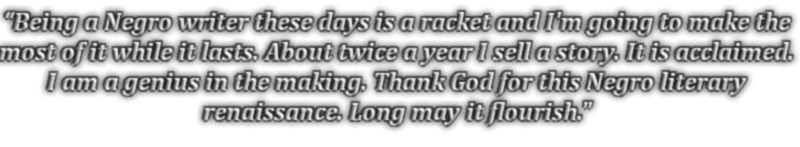 “Being a Negro writer these days is a racket and I'm going to make the
most of it while it lasts. About twice a year I sell a story. It is acclaimed.
I am a genius in the making. Thank God for this Negro literary
renaissance. Long may it flourish.”